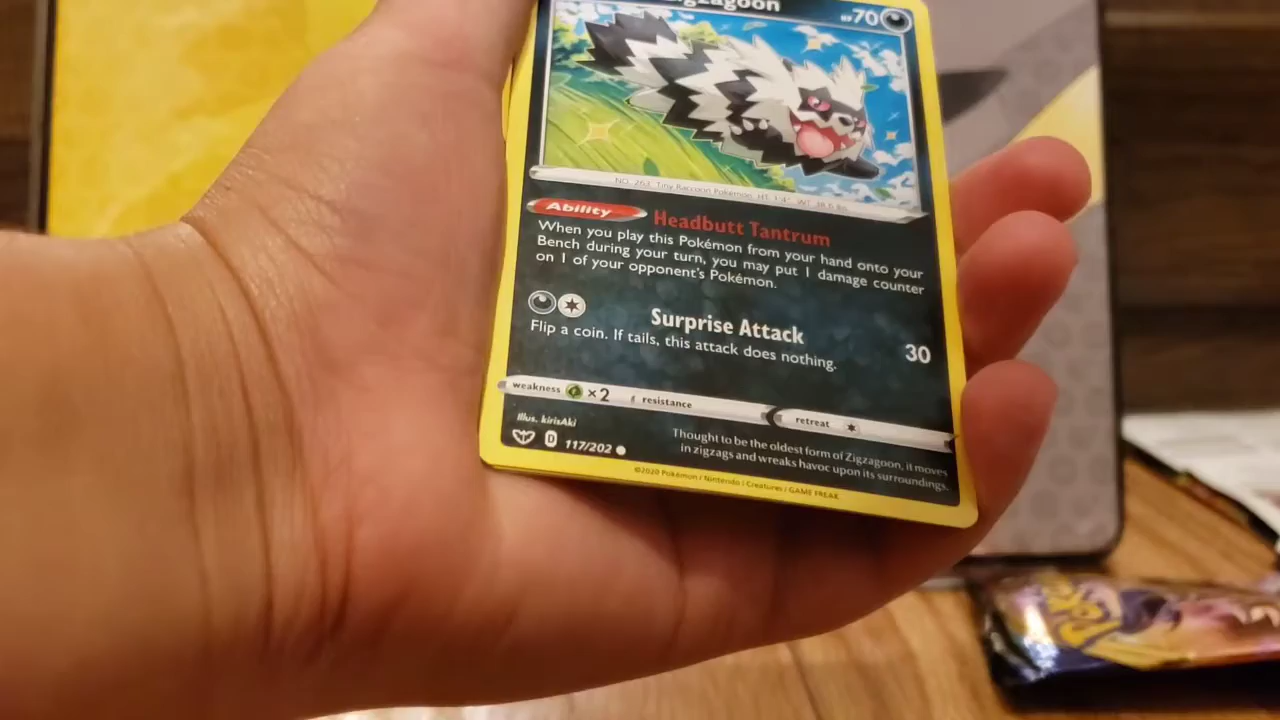 Zigzagoon
HP 70
NO. 263 Tiny Raccoon Pokémon HT: 1'4" WT: 38.6 lbs
Ability Headbutt Tantrum
When you play this Pokémon from your hand onto your
Bench during your turn, you may put 1 damage counter
on 1 of your opponent's Pokémon.
Surprise Attack
30
Flip a coin. If tails, this attack does nothing.
weakness ×2 resistance retreat
Illus. kirisAki
D 117/202
Thought to be the oldest form of Zigzagoon, it moves
in zigzags and wreaks havoc upon its surroundings.
©2020 Pokémon / Nintendo / Creatures / GAME FREAK